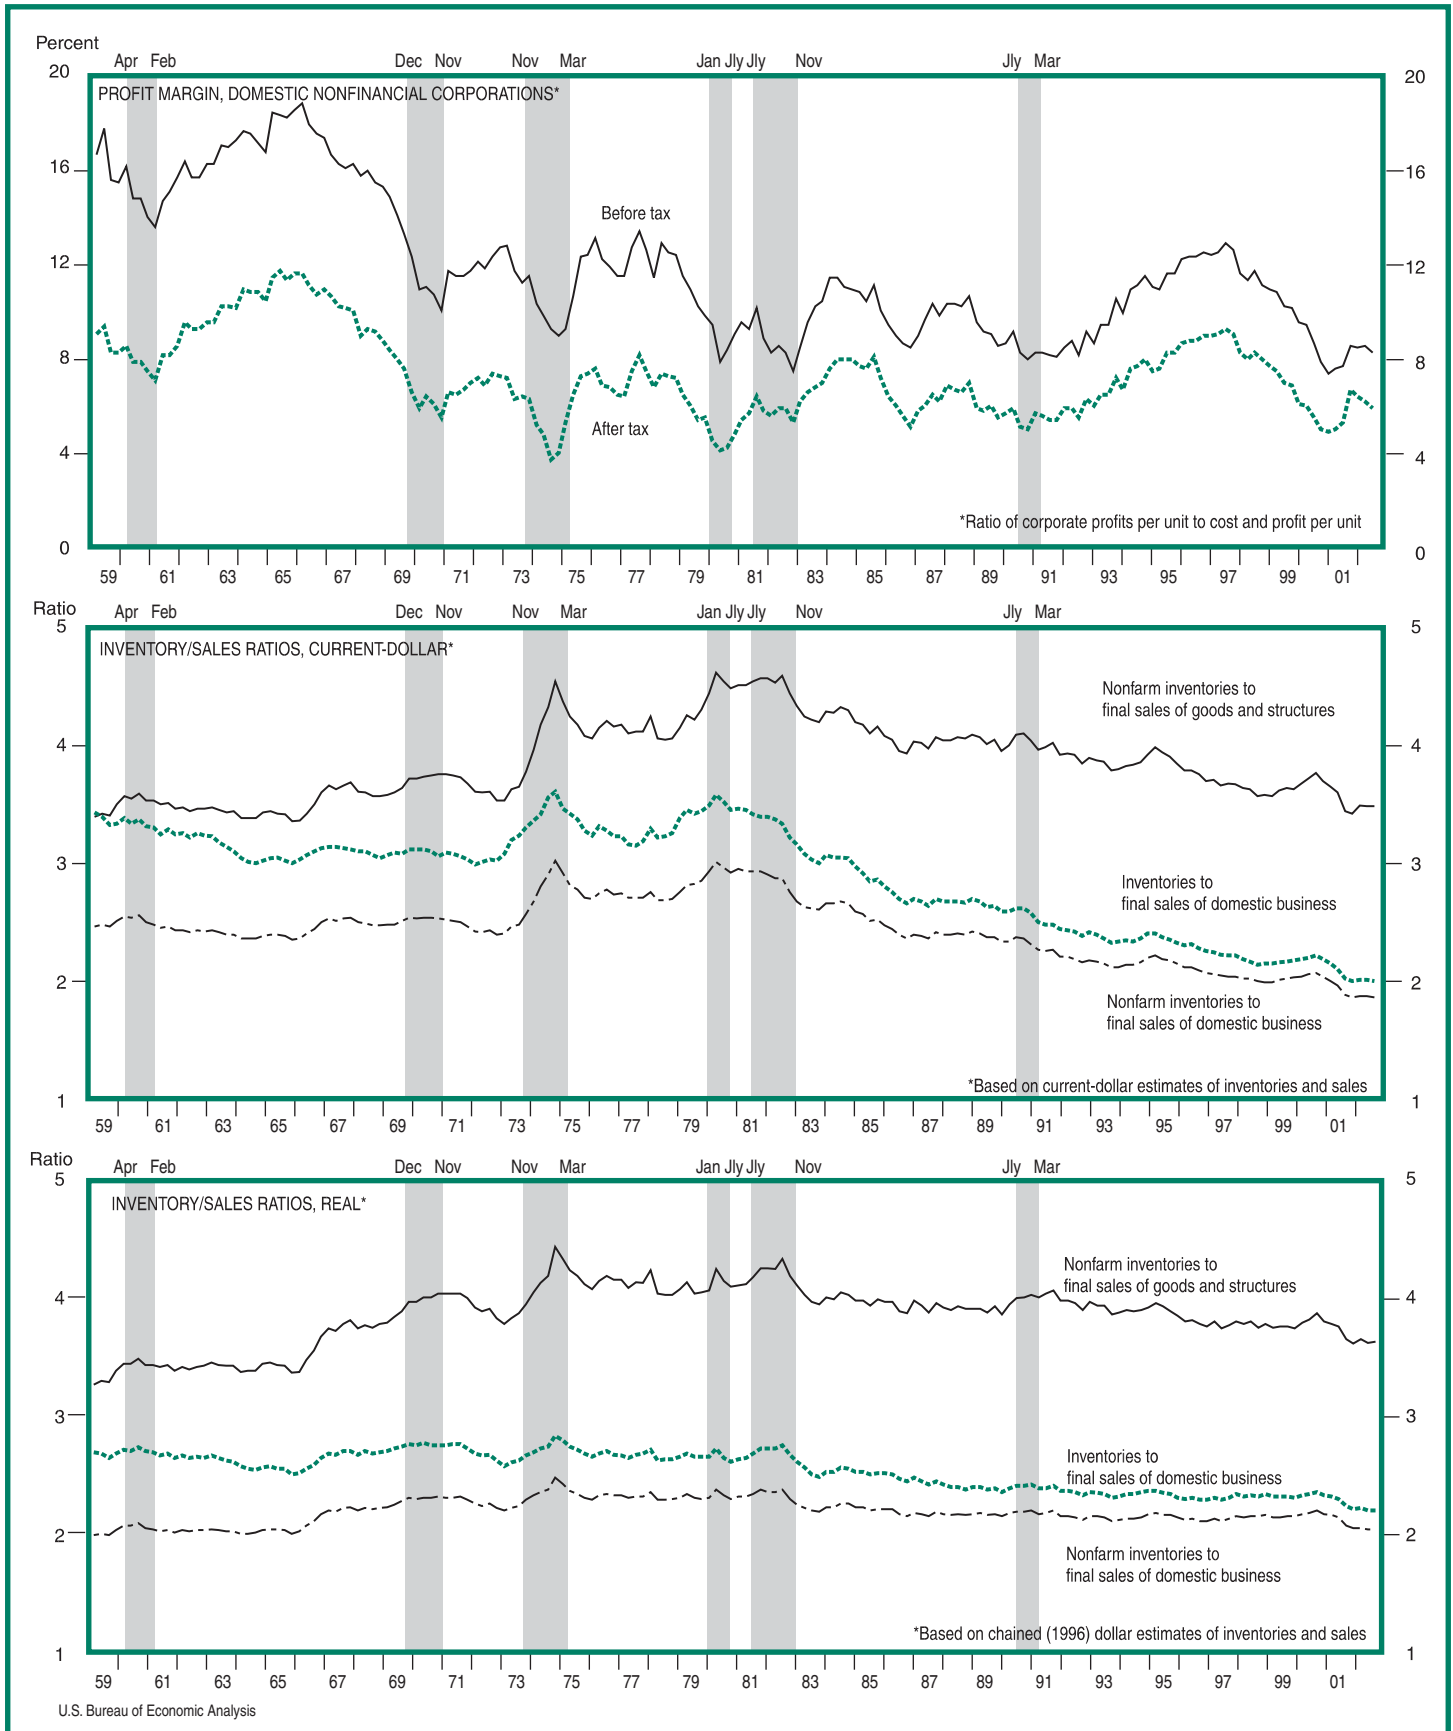 Percent
Apr Feb Dec Nov Nov Mar Jan Jly Jly Nov Jly Mar
20 20
PROFIT MARGIN, DOMESTIC NONFINANCIAL CORPORATIONS*
16 16
Before tax
12 12
8 8
After tax
4 4
*Ratio of corporate profits per unit to cost and profit per unit
0 0
59 61 63 65 67 69 71 73 75 77 79 81 83 85 87 89 91 93 95 97 99 01
Ratio
Apr Feb Dec Nov Nov Mar Jan Jly Jly Nov Jly Mar
5 5
INVENTORY/SALES RATIOS, CURRENT-DOLLAR*
Nonfarm inventories to
final sales of goods and structures
4 4
3 3
Inventories to
final sales of domestic business
2 2
Nonfarm inventories to
final sales of domestic business
*Based on current-dollar estimates of inventories and sales
1 1
59 61 63 65 67 69 71 73 75 77 79 81 83 85 87 89 91 93 95 97 99 01
Ratio
Apr Feb Dec Nov Nov Mar Jan Jly Jly Nov Jly Mar
5 5
INVENTORY/SALES RATIOS, REAL*
Nonfarm inventories to
final sales of goods and structures
4 4
3 3
Inventories to
final sales of domestic business
2 2
Nonfarm inventories to
final sales of domestic business
*Based on chained (1996) dollar estimates of inventories and sales
1 1
59 61 63 65 67 69 71 73 75 77 79 81 83 85 87 89 91 93 95 97 99 01
U.S. Bureau of Economic Analysis